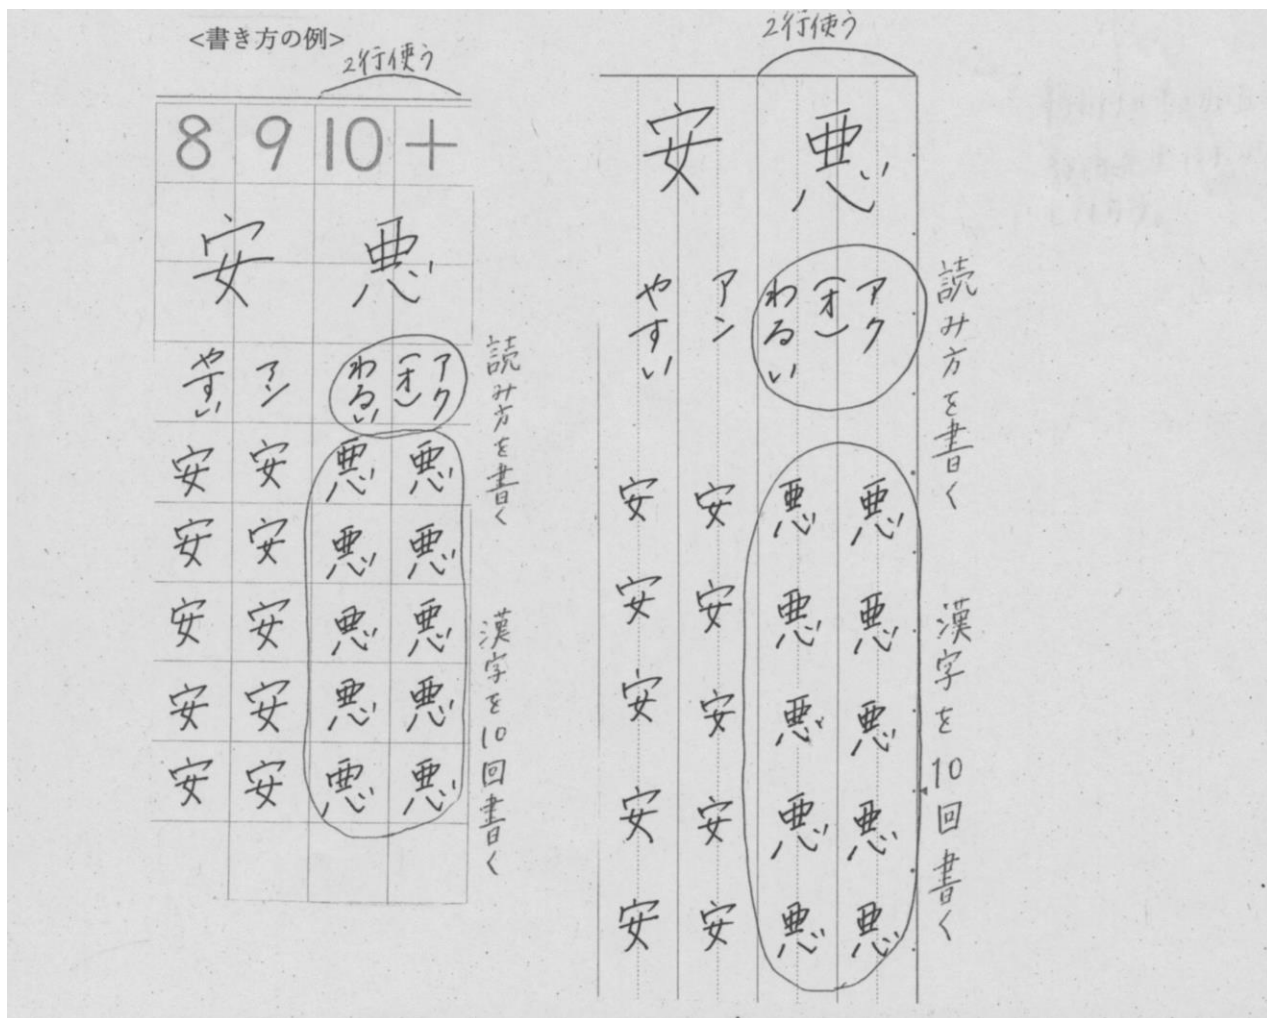 <書き方の例>
2行使う
8 9 10 +
悪
安
アク
(オ)
わるい
アン
やすい
悪悪悪悪悪
悪悪悪悪悪
安安安安安
安安安安安
読み方を書く
漢字を10回書く
2行使う
悪
安
アク
(オ)
わるい
アン
やすい
悪悪悪悪悪
悪悪悪悪悪
安安安安安
安安安安安
読み方を書く
漢字を10回書く